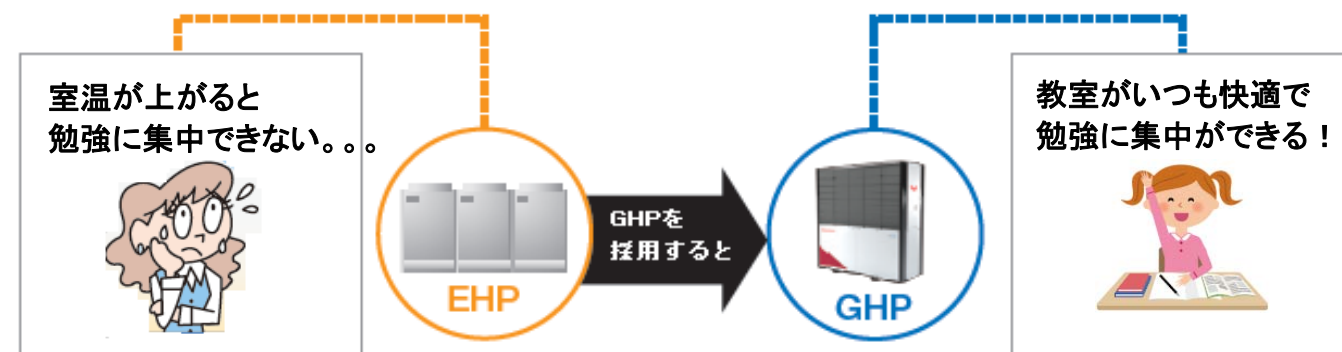 室温が上がると
勉強に集中できない。。。
EHP
GHPを
採用すると
GHP
教室がいつも快適で
勉強に集中ができる！